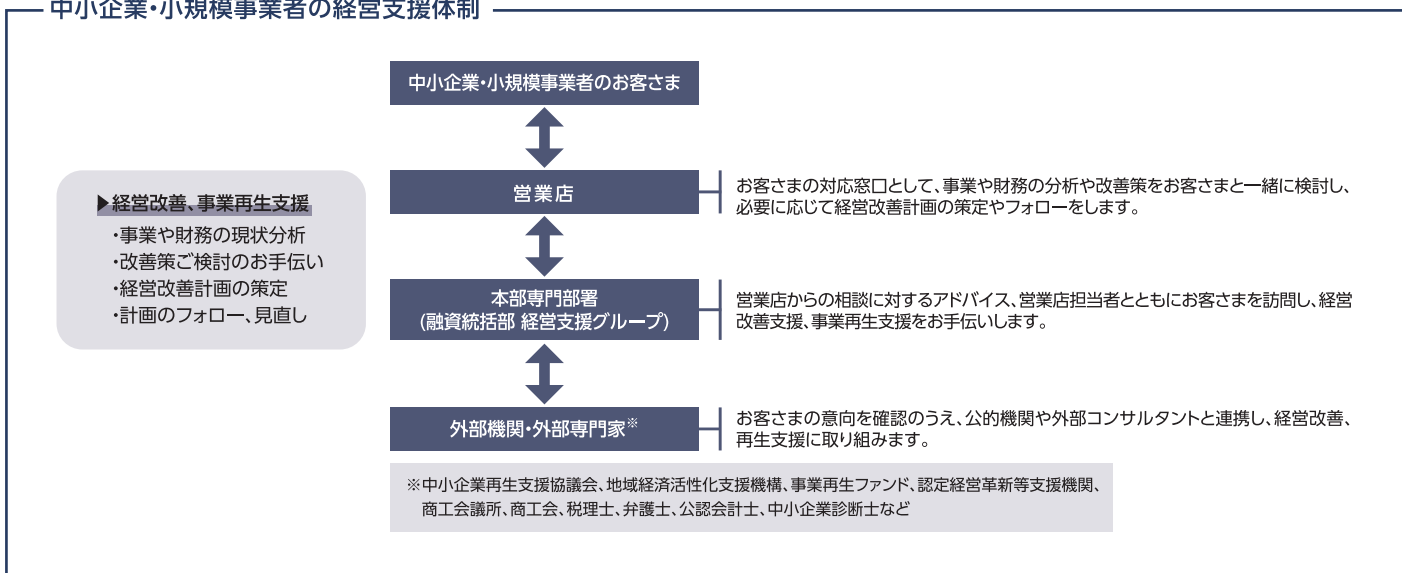 中小企業・小規模事業者の経営支援体制
中小企業・小規模事業者のお客さま
▶経営改善、事業再生支援
・事業や財務の現状分析
・改善策ご検討のお手伝い
・経営改善計画の策定
・計画のフォロー、見直し
営業店
お客さまの対応窓口として、事業や財務の分析や改善策をお客さまと一緒に検討し、
必要に応じて経営改善計画の策定やフォローをします。
本部専門部署
(融資統括部 経営支援グループ)
営業店からの相談に対するアドバイス、営業店担当者とともにお客さまを訪問し、経営
改善支援、事業再生支援をお手伝いします。
外部機関・外部専門家※
お客さまの意向を確認のうえ、公的機関や外部コンサルタントと連携し、経営改善、
再生支援に取り組みます。
※中小企業再生支援協議会、地域経済活性化支援機構、事業再生ファンド、認定経営革新等支援機関、
商工会議所、商工会、税理士、弁護士、公認会計士、中小企業診断士など